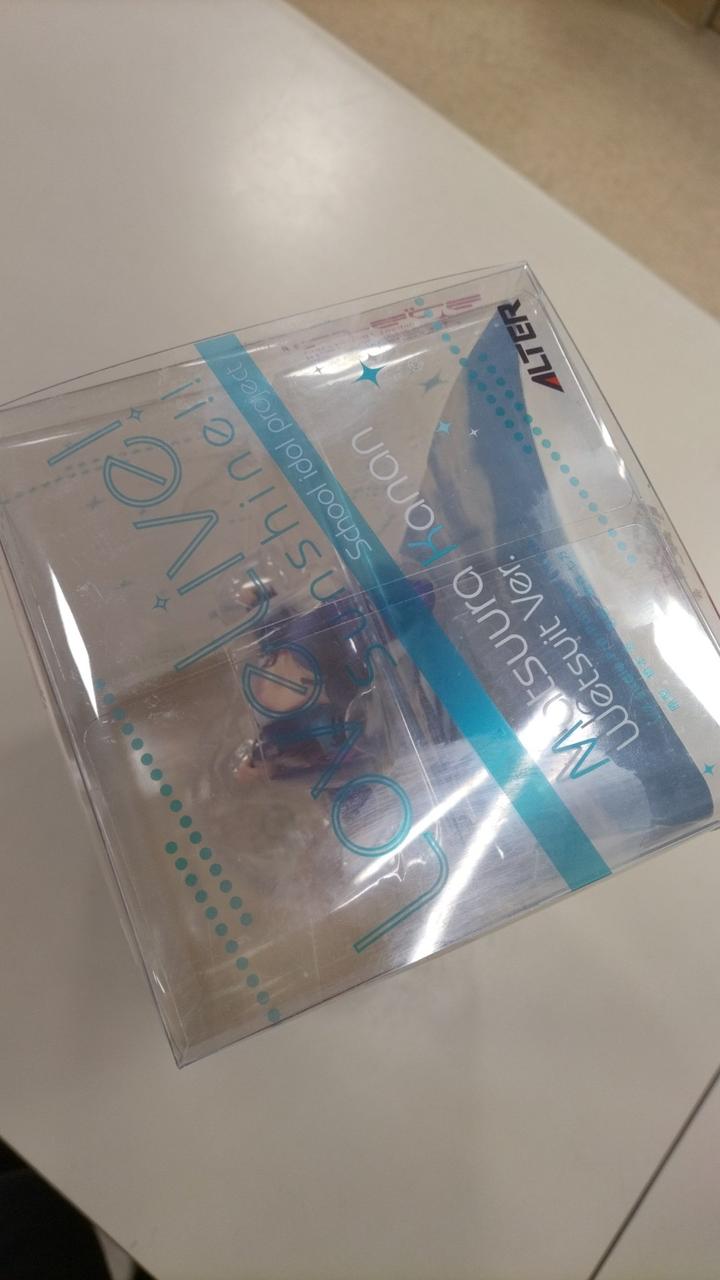 LoveLive!
Sunshine!!
School idol project
Matsuura Kanan
Wetsuit Ver.
ALTER